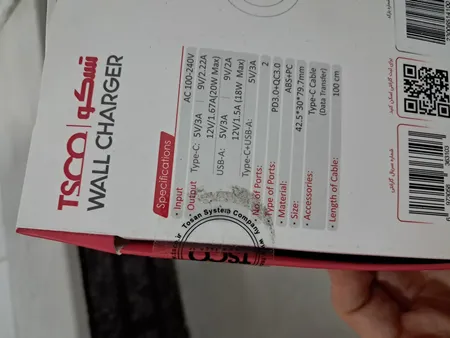 TSCO | تسکو
WALL CHARGER
Specifications
• Input AC 100-240V
• Output Type-C: 5V/3A 9V/2.22A
12V/1.67A(20W Max)
USB-A: 5V/3A 9V/2A
12V/1.5A (18W Max)
Type-C+USB-A: 5V/3A
• No. of Ports: 2
• Type of Ports: PD3.0+QC3.0
• Material: ABS+PC
• Size: 42.5*30*79.7mm
• Accessories: Type-C Cable
(Data Transfer)
• Length of Cable: 100 cm
Tosan System Company
TSCO